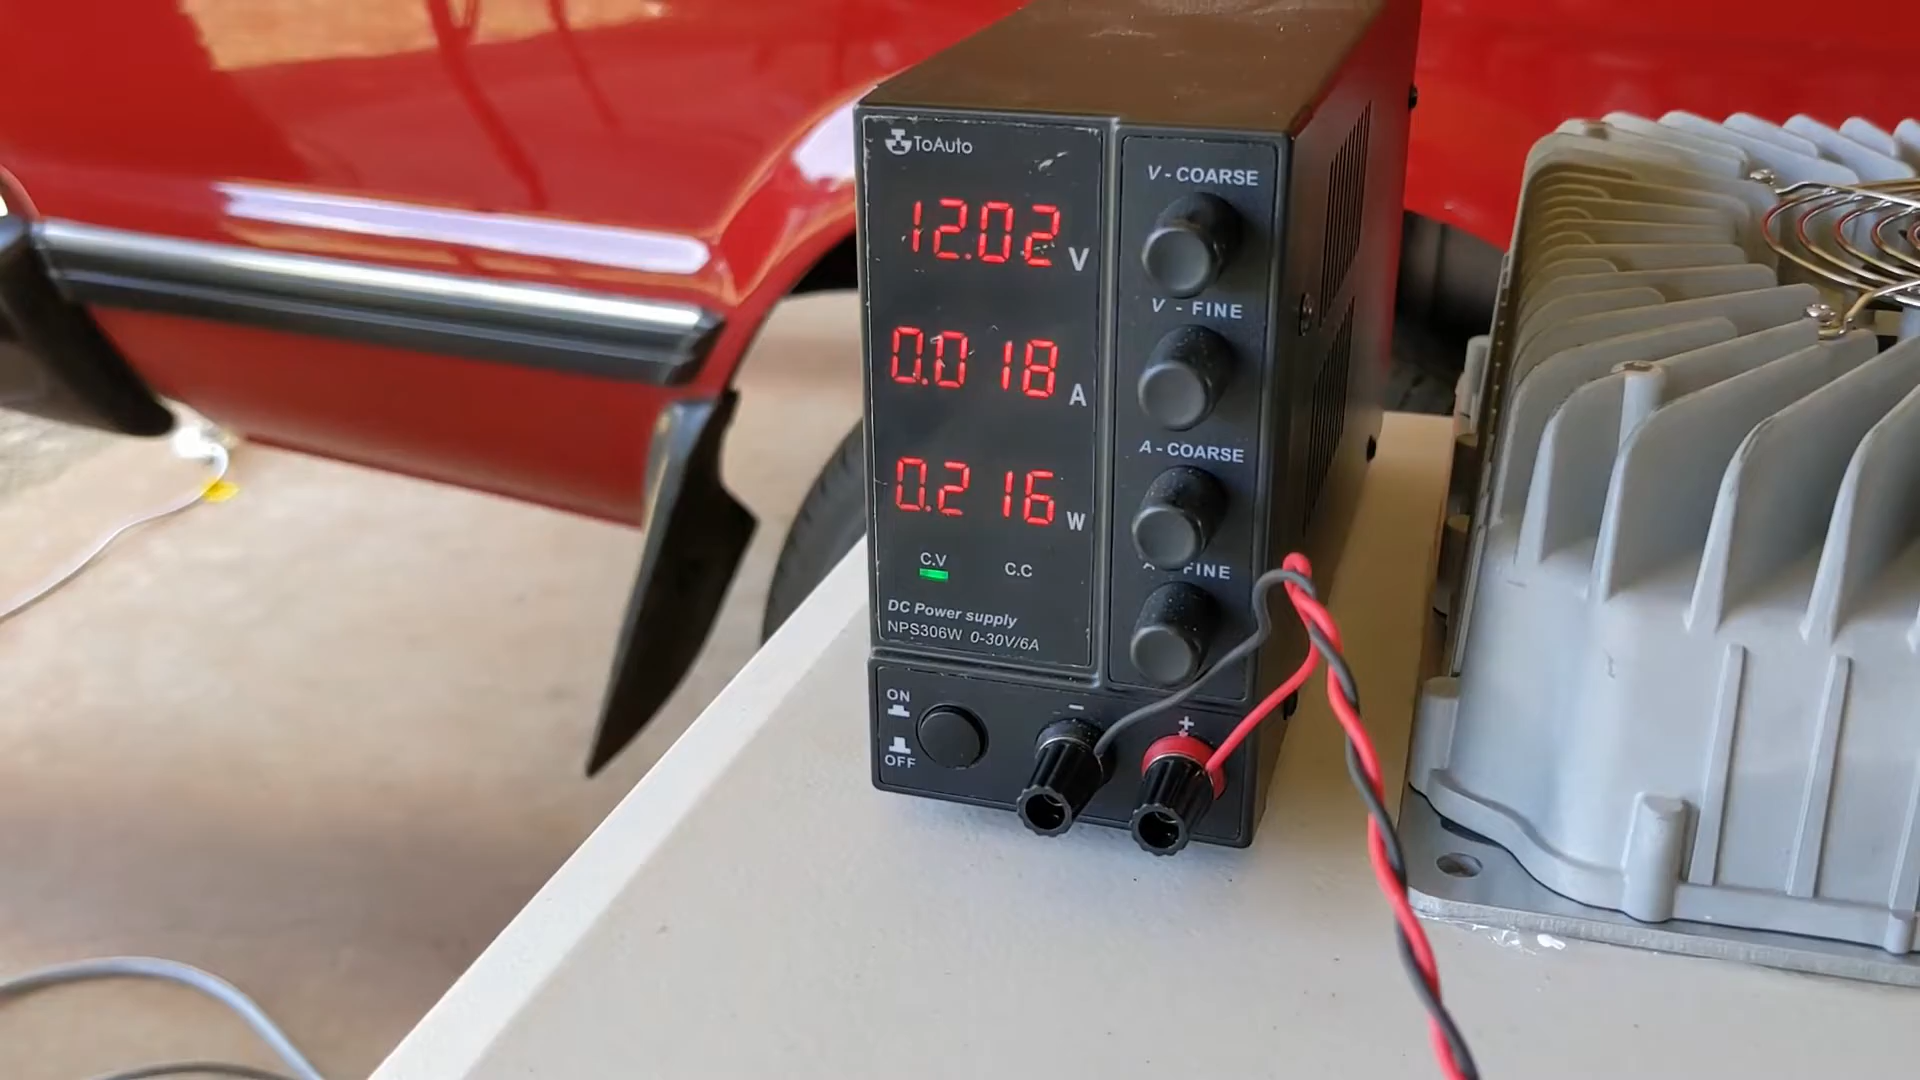 ToAuto
12.02 V
0.018 A
0.216 W
C.V C.C
DC Power supply
NPS306W 0-30V/6A
V - COARSE
V - FINE
A - COARSE
FINE
ON
OFF
- +